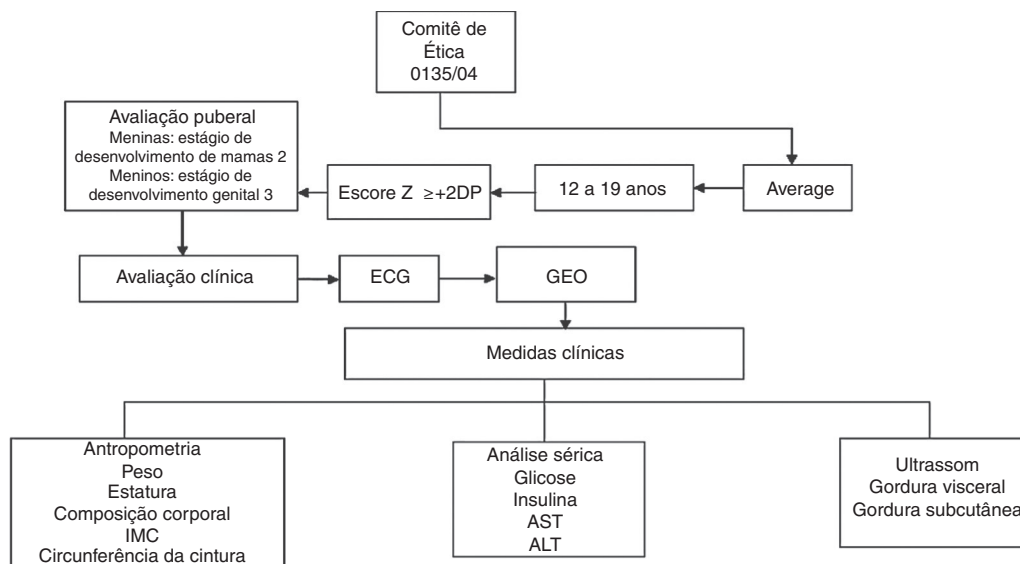 Comitê de
Ética
0135/04
Avaliação puberal
Meninas: estágio de
desenvolvimento de mamas 2
Meninos: estágio de
desenvolvimento genital 3
Escore Z ≥+2DP
12 a 19 anos
Average
Avaliação clínica
ECG
GEO
Medidas clínicas
Antropometria
Peso
Estatura
Composição corporal
IMC
Circunferência da cintura
Análise sérica
Glicose
Insulina
AST
ALT
Ultrassom
Gordura visceral
Gordura subcutânea